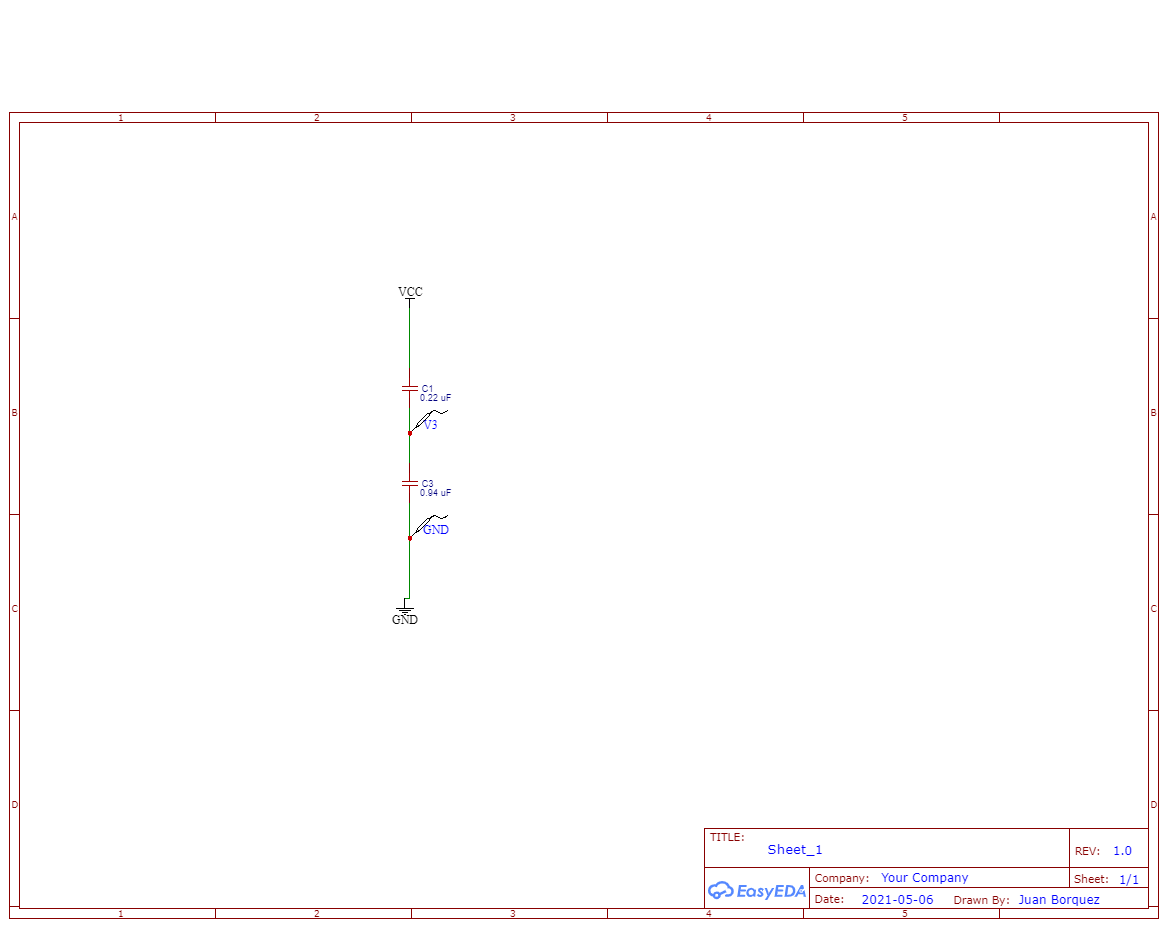 1 2 3 4 5
A A
VCC
C1
0.22 uF
B B
V3
C3
0.94 uF
GND
C C
GND
D D
TITLE:
Sheet_1
REV: 1.0
Company: Your Company
Sheet: 1/1
EasyEDA
Date: 2021-05-06 Drawn By: Juan Borquez
1 2 3 4 5